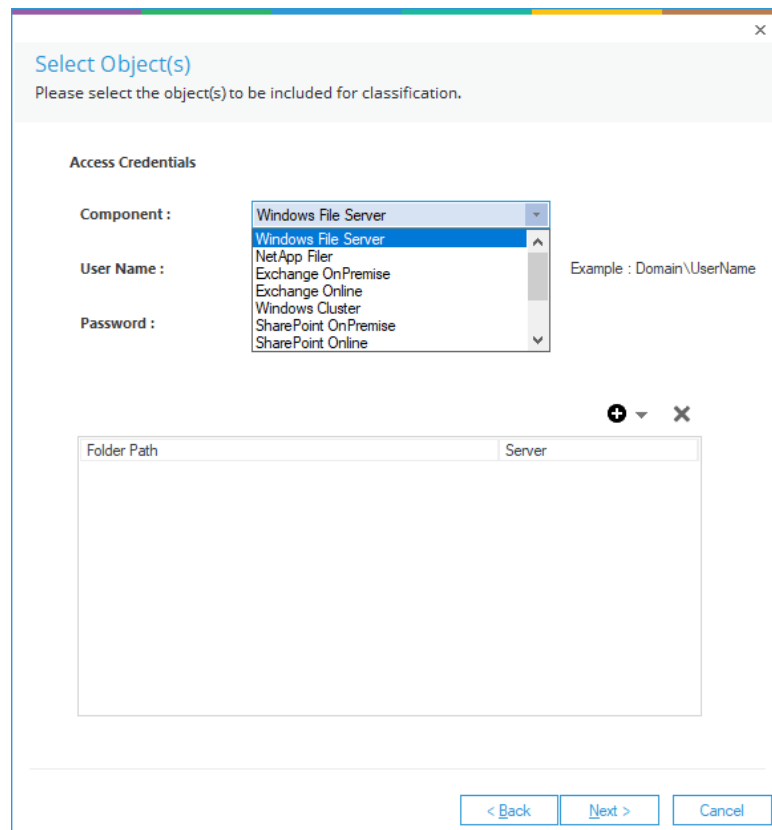 Select Object(s)
Please select the object(s) to be included for classification.
Access Credentials
Component :
Windows File Server
Windows File Server
NetApp Filer
User Name :
Exchange OnPremise
Example : Domain\UserName
Exchange Online
Windows Cluster
Password :
SharePoint OnPremise
SharePoint Online
Folder Path
Server
< Back
Next >
Cancel